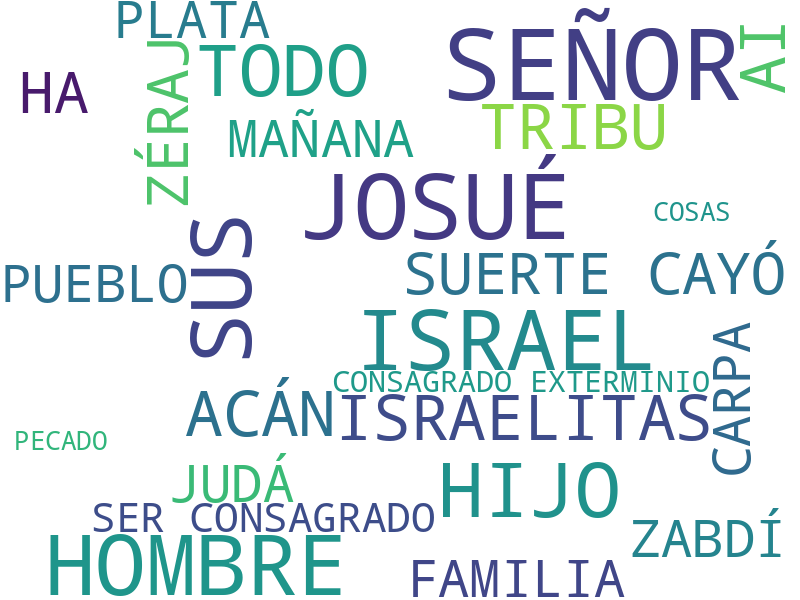 PLATA
SEÑOR
AI
TODO
HA
ZÉRAJ
TRIBU
MAÑANA
JOSUÉ
COSAS
SUS
SUERTE CAYÓ
PUEBLO
ISRAEL
CARPA
CONSAGRADO EXTERMINIO
ACÁN
ISRAELITAS
PECADO
JUDÁ
HIJO
SER CONSAGRADO
ZABDÍ
HOMBRE
FAMILIA